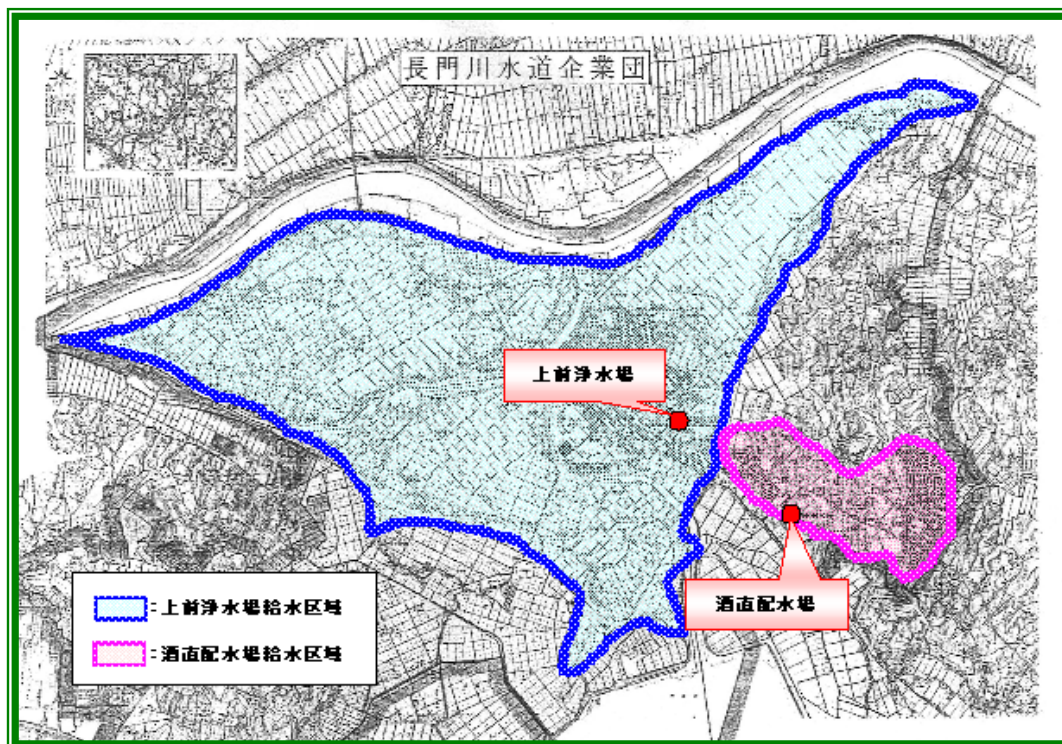 長門川水道企業団
上前浄水場
酒直配水場
:上前浄水場給水区域
:酒直配水場給水区域